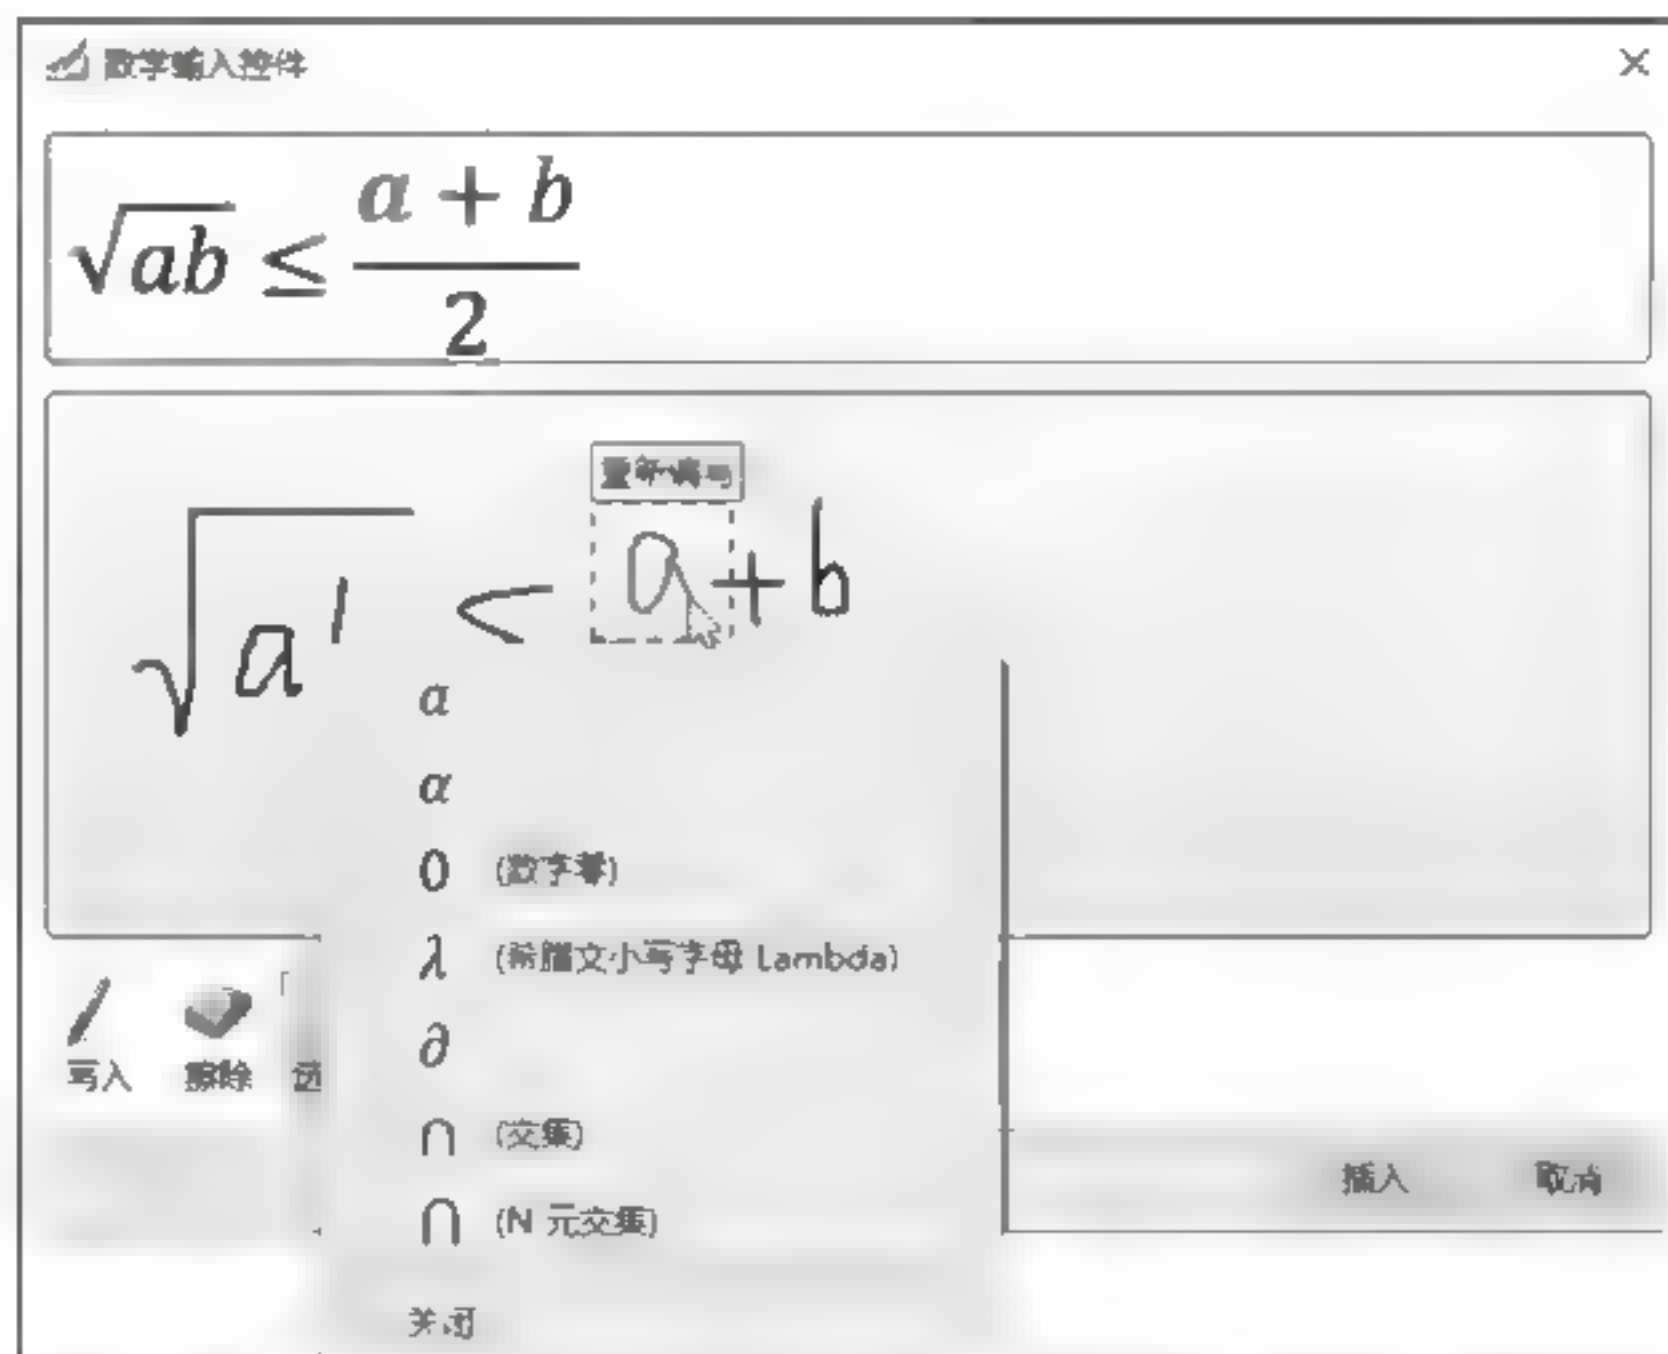 数学输入控件
√ab ≤ (a + b)/2
重新编写
√a' < a + b
a
α
0 (数字零)
λ (希腊文小写字母 Lambda)
∂
∩ (交集)
⋂ (N 元交集)
关闭
写入 擦除 选
插入 取消